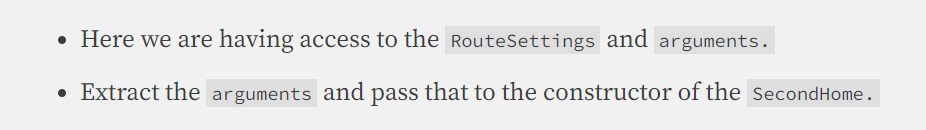 • Here we are having access to the RouteSettings and arguments.
• Extract the arguments and pass that to the constructor of the SecondHome.